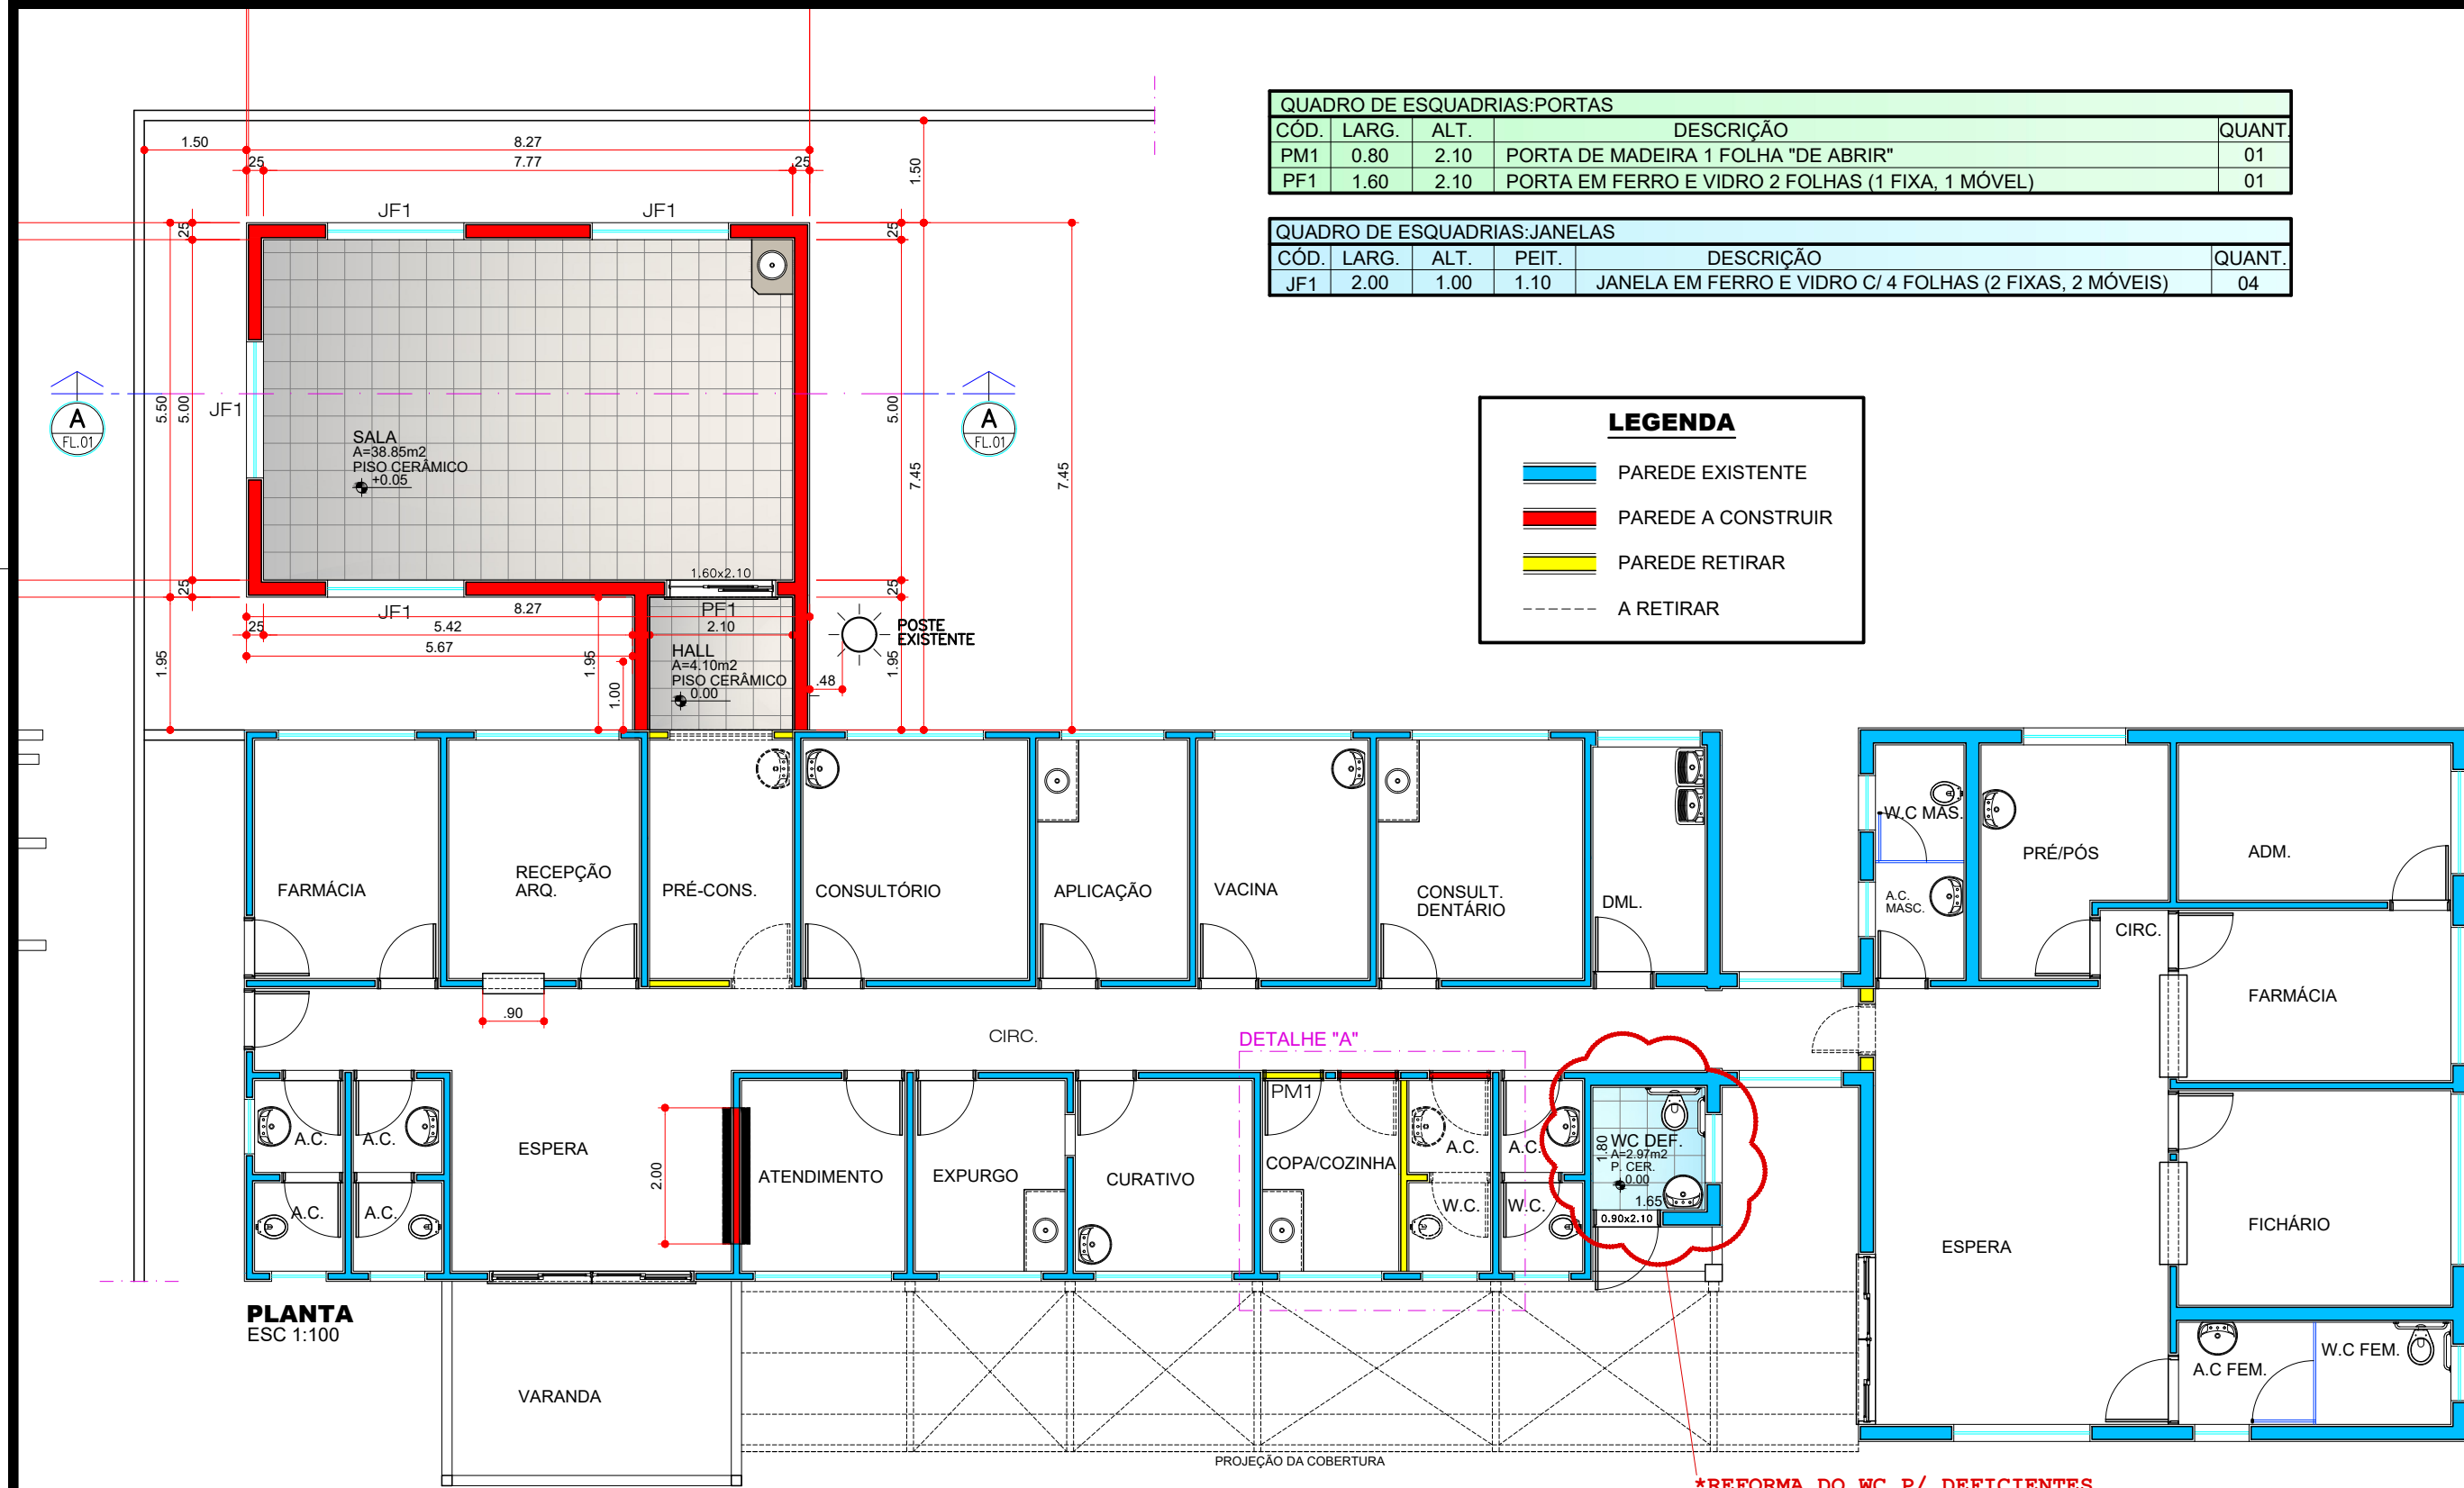 QUADRO DE ESQUADRIAS:PORTAS
CÓD. LARG. ALT. DESCRIÇÃO QUANT.
PM1 0.80 2.10 PORTA DE MADEIRA 1 FOLHA "DE ABRIR" 01
PF1 1.60 2.10 PORTA EM FERRO E VIDRO 2 FOLHAS (1 FIXA, 1 MÓVEL) 01
QUADRO DE ESQUADRIAS:JANELAS
CÓD. LARG. ALT. PEIT. DESCRIÇÃO QUANT.
JF1 2.00 1.00 1.10 JANELA EM FERRO E VIDRO C/ 4 FOLHAS (2 FIXAS, 2 MÓVEIS) 04
LEGENDA
PAREDE EXISTENTE
PAREDE A CONSTRUIR
PAREDE RETIRAR
A RETIRAR
1.50
8.27
25
7.77
25
1.50
JF1
JF1
25
25
5.50
5.00
JF1
5.00
7.45
7.45
A
FL.01
A
FL.01
SALA
A=38.85m2
PISO CERÂMICO
+0.05
1.60x2.10
25
25
JF1
8.27
PF1
25
5.42
2.10
5.67
POSTE
EXISTENTE
1.95
1.95
1.00
1.95
HALL
A=4.10m2
PISO CERÂMICO
0.00
.48
FARMÁCIA
RECEPÇÃO
ARQ.
PRÉ-CONS.
CONSULTÓRIO
APLICAÇÃO
VACINA
CONSULT.
DENTÁRIO
DML.
W.C MAS.
A.C.
MASC.
PRÉ/PÓS
ADM.
CIRC.
FARMÁCIA
.90
CIRC.
DETALHE "A"
PM1
A.C.
A.C.
A.C.
A.C.
ESPERA
2.00
ATENDIMENTO
EXPURGO
CURATIVO
COPA/COZINHA
A.C.
W.C.
A.C.
W.C.
1.80
WC DEF.
A=2.97m2
P. CER.
0.00
1.65
0.90x2.10
ESPERA
FICHÁRIO
A.C FEM.
W.C FEM.
PLANTA
ESC 1:100
VARANDA
PROJEÇÃO DA COBERTURA
*REFORMA DO WC P/ DEFICIENTES